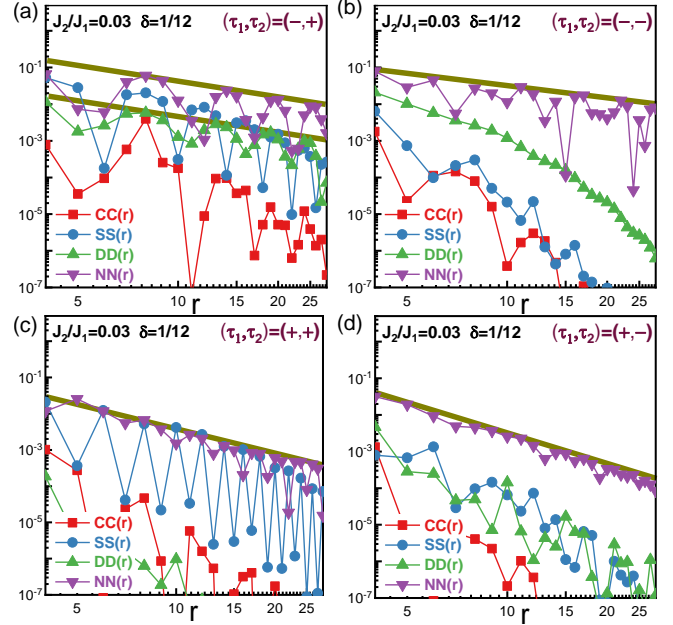 (a)
J₂/J₁=0.03 δ=1/12 (τ₁,τ₂)=(-,+)
10⁻¹
10⁻³
10⁻⁵
10⁻⁷
CC(r)
SS(r)
DD(r)
NN(r)
5 10 15 20 25
r
(b)
J₂/J₁=0.03 δ=1/12 (τ₁,τ₂)=(-,-)
10⁻¹
10⁻³
10⁻⁵
10⁻⁷
CC(r)
SS(r)
DD(r)
NN(r)
5 10 15 20 25
r
(c)
J₂/J₁=0.03 δ=1/12 (τ₁,τ₂)=(+,+)
10⁻¹
10⁻³
10⁻⁵
10⁻⁷
CC(r)
SS(r)
DD(r)
NN(r)
5 10 15 20 25
r
(d)
J₂/J₁=0.03 δ=1/12 (τ₁,τ₂)=(+,-)
10⁻¹
10⁻³
10⁻⁵
10⁻⁷
CC(r)
SS(r)
DD(r)
NN(r)
5 10 15 20 25
r